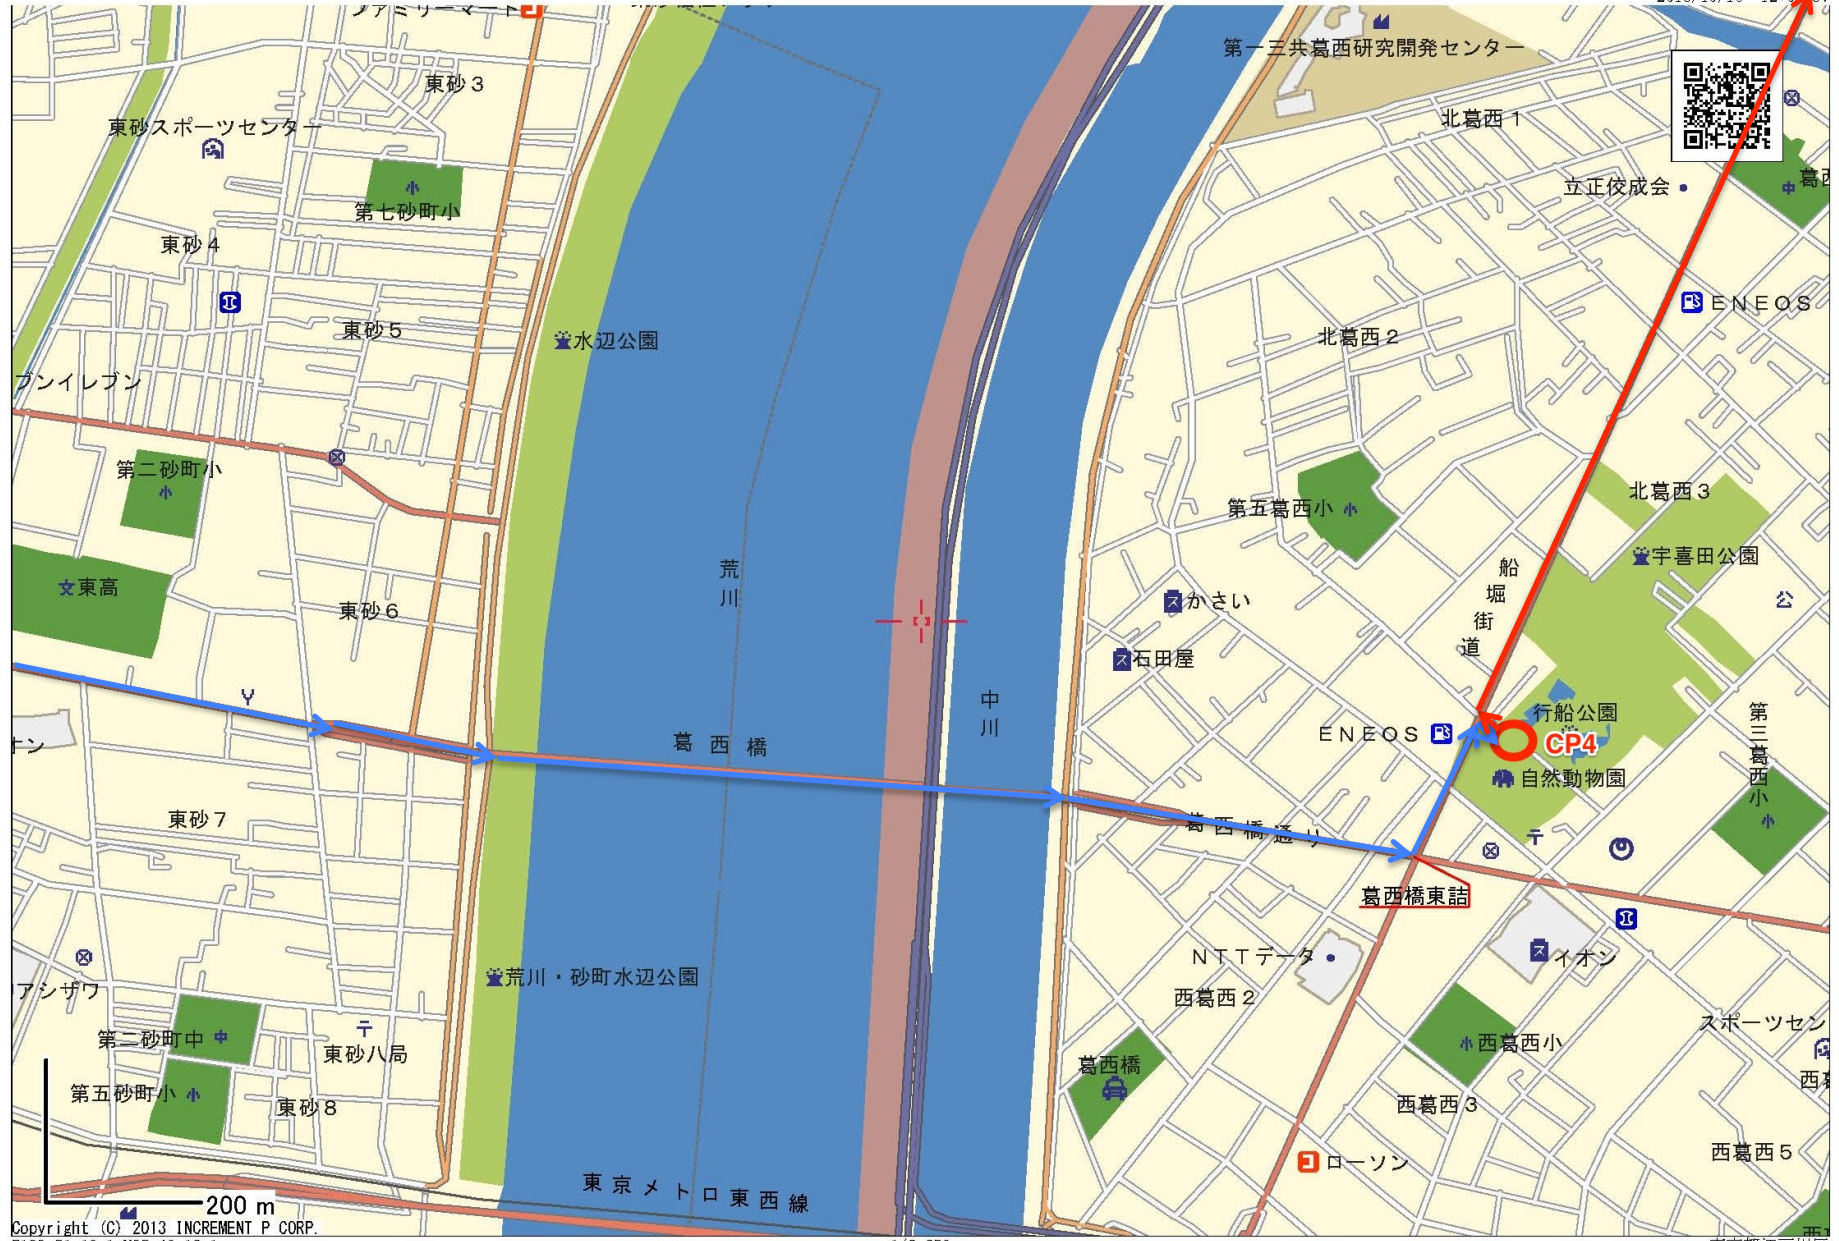 ファミリーマート
第一三共葛西研究開発センター
東砂3
北葛西1
東砂スポーツセンター
立正佼成会
葛西
第七砂町小
東砂4
ENEOS
東砂5
北葛西2
水辺公園
ブンイレブン
第二砂町小
北葛西3
第五葛西小
宇喜田公園
荒川
船堀街道
文東高
東砂6
かさい
石田屋
中川
行船公園
第三葛西小
ENEOS
CP4
葛西橋
自然動物園
東砂7
葛西橋通り
葛西橋東詰
NTTデータ
イオン
荒川・砂町水辺公園
西葛西2
アシザワ
スポーツセン
第二砂町中
東砂八局
西葛西小
葛西橋
第五砂町小
東砂8
西葛西3
西葛西5
ローソン
東京メトロ東西線
200 m
Copyright (C) 2013 INCREMENT P CORP.